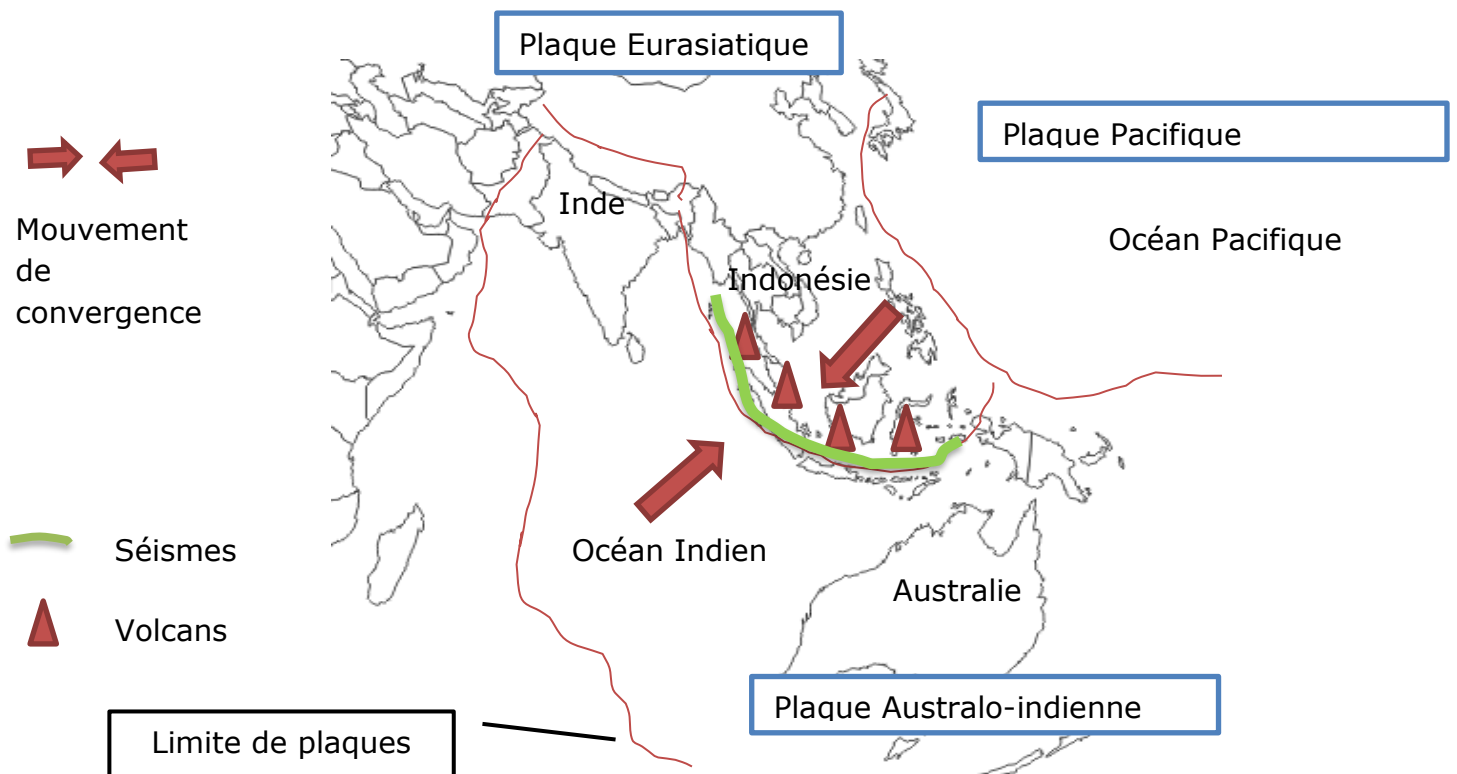 Plaque Eurasiatique
Plaque Pacifique
Mouvement
de
convergence
Inde
Océan Pacifique
Indonésie
Séismes
Océan Indien
Australie
Volcans
Plaque Australo-indienne
Limite de plaques